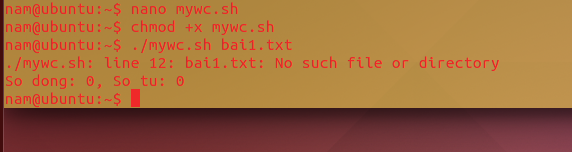 nam@ubuntu:~$ nano mywc.sh
nam@ubuntu:~$ chmod +x mywc.sh
nam@ubuntu:~$ ./mywc.sh bai1.txt
./mywc.sh: line 12: bai1.txt: No such file or directory
So dong: 0, So tu: 0
nam@ubuntu:~$